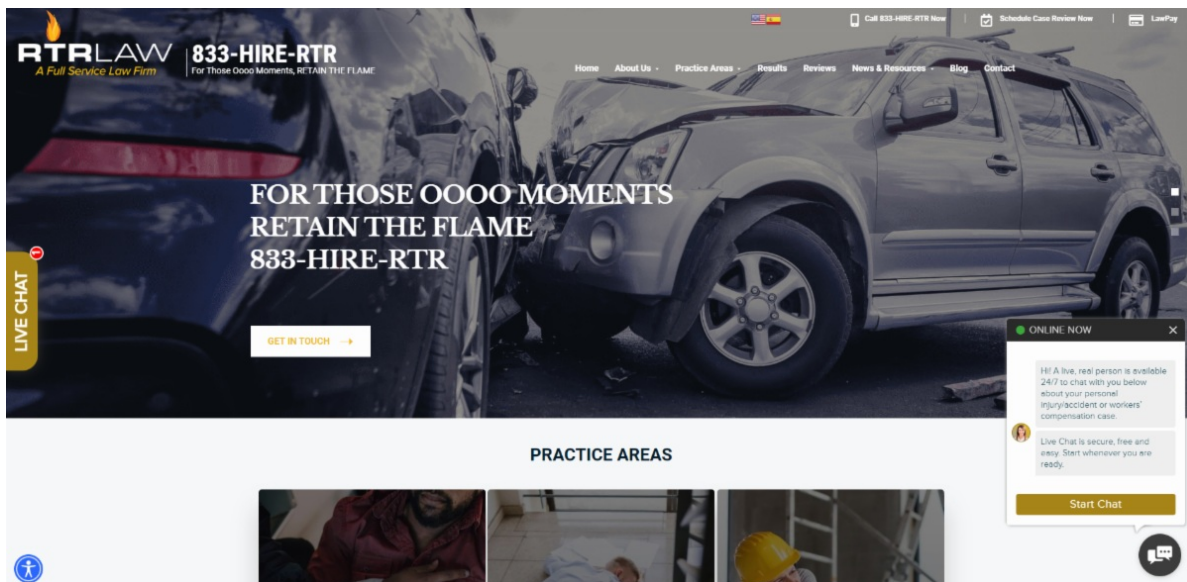 Call 833-HIRE-RTR Now
Schedule Case Review Now
LawPay
RTRLAW
A Full Service Law Firm
833-HIRE-RTR
For Those Oooo Moments, RETAIN THE FLAME
Home
About Us
Practice Areas
Results
Reviews
News & Resources
Blog
Contact
FOR THOSE OOOO MOMENTS
RETAIN THE FLAME
833-HIRE-RTR
GET IN TOUCH
LIVE CHAT
ONLINE NOW
Hi! A live, real person is available
24/7 to chat with you below
about your personal
injury/accident or workers'
compensation case.
Live Chat is secure, free and
easy. Start whenever you are
ready.
Start Chat
PRACTICE AREAS